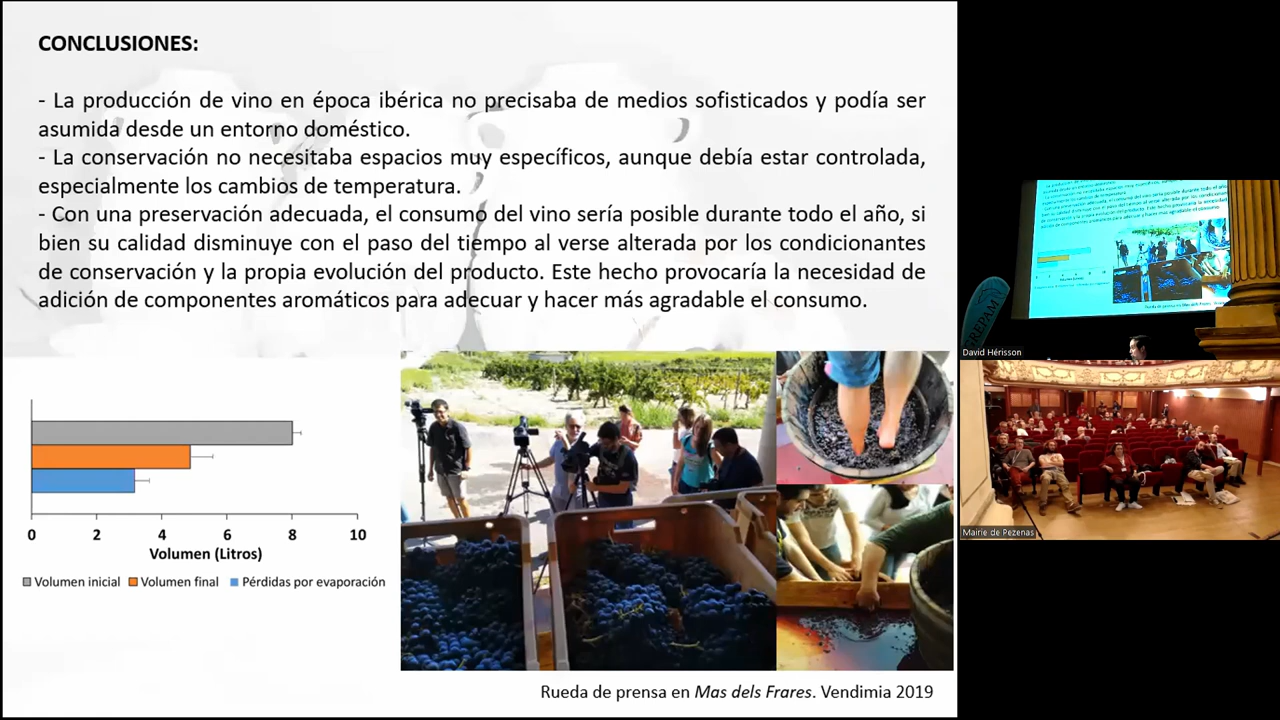 CONCLUSIONES:
- La producción de vino en época ibérica no precisaba de medios sofisticados y podía ser
asumida desde un entorno doméstico.
- La conservación no necesitaba espacios muy específicos, aunque debía estar controlada,
especialmente los cambios de temperatura.
- Con una preservación adecuada, el consumo del vino sería posible durante todo el año, si
bien su calidad disminuye con el paso del tiempo al verse alterada por los condicionantes
de conservación y la propia evolución del producto. Este hecho provocaría la necesidad de
adición de componentes aromáticos para adecuar y hacer más agradable el consumo.
0 2 4 6 8 10
Volumen (Litros)
Volumen inicial Volumen final Pérdidas por evaporación
Rueda de prensa en Mas dels Frares. Vendimia 2019
David Hérisson
Mairie de Pezenas